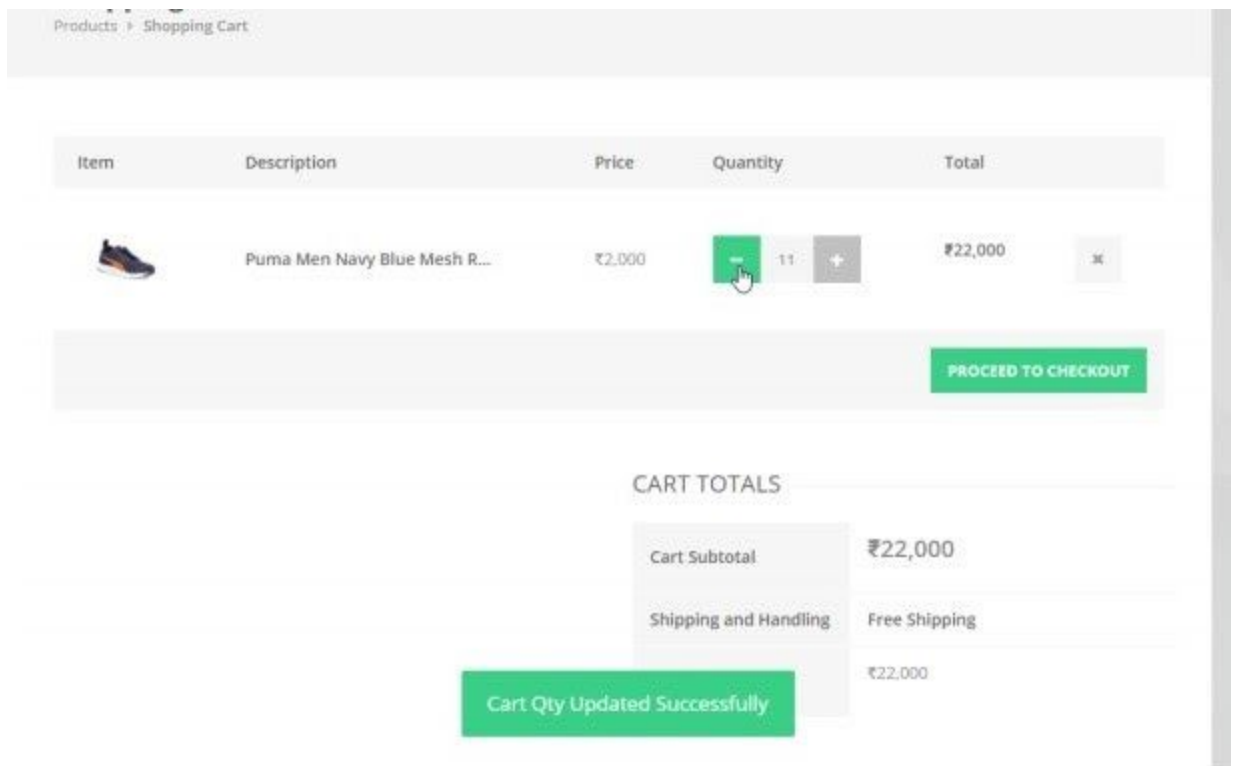 Products › Shopping Cart
Item Description Price Quantity Total
Puma Men Navy Blue Mesh R... ₹2,000 - 11 + ₹22,000 ×
PROCEED TO CHECKOUT
CART TOTALS
Cart Subtotal ₹22,000
Shipping and Handling Free Shipping
₹22,000
Cart Qty Updated Successfully